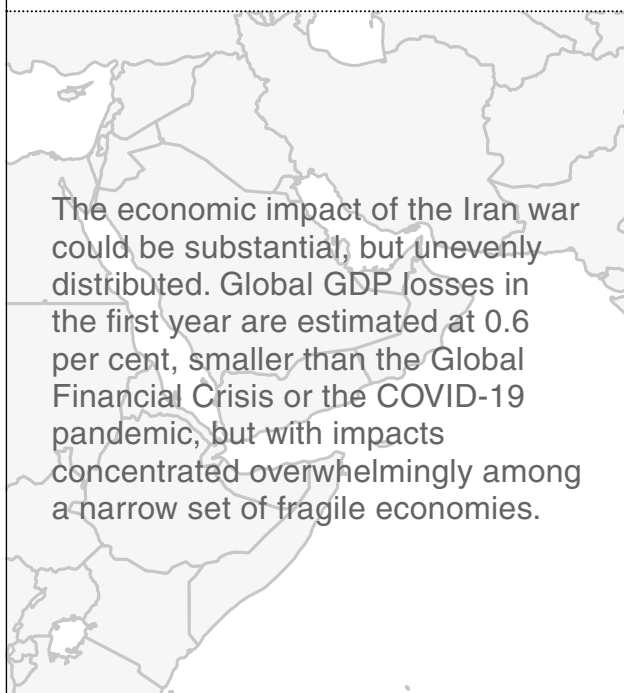 The economic impact of the Iran war
could be substantial, but unevenly
distributed. Global GDP losses in
the first year are estimated at 0.6
per cent, smaller than the Global
Financial Crisis or the COVID-19
pandemic, but with impacts
concentrated overwhelmingly among
a narrow set of fragile economies.